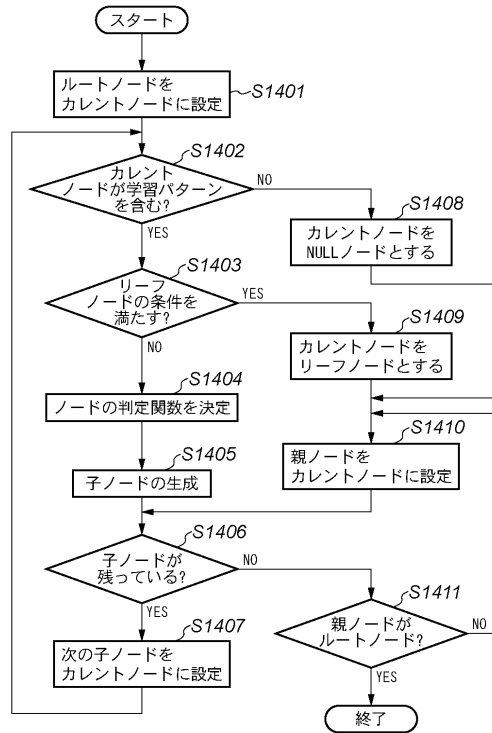 スタート
ルートノードを
カレントノードに設定
S1401
S1402
カレント
ノードが学習パターン
を含む?
NO
YES
S1408
カレントノードを
NULLノードとする
S1403
リーフ
ノードの条件を
満たす?
YES
NO
S1409
カレントノードを
リーフノードとする
S1404
ノードの判定関数を決定
S1410
親ノードを
カレントノードに設定
S1405
子ノードの生成
S1406
子ノードが
残っている?
NO
YES
S1411
親ノードが
ルートノード?
NO
YES
S1407
次の子ノードを
カレントノードに設定
終了